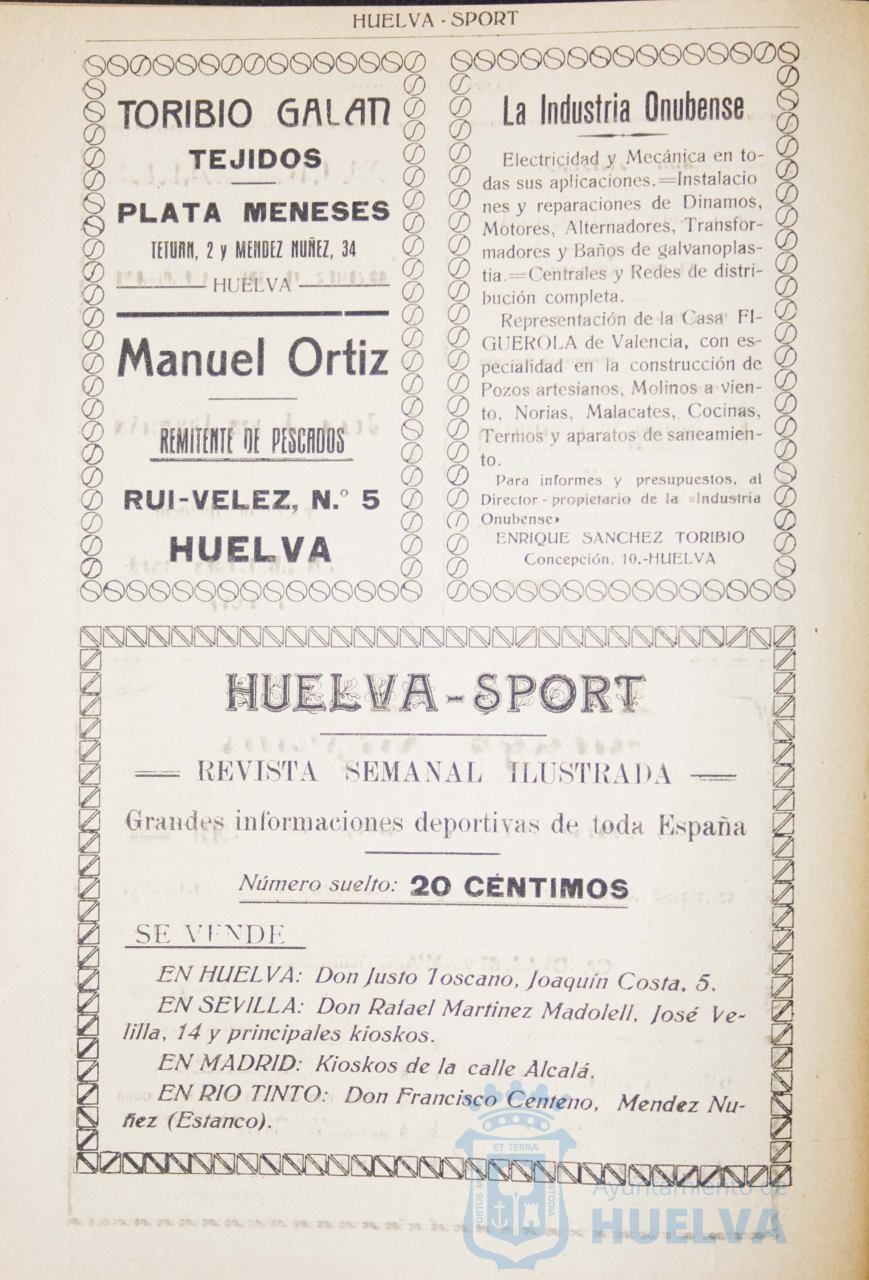 HUELVA - SPORT
TORIBIO GALAN
TEJIDOS
PLATA MENESES
TETUAN, 2 y MENDEZ NUÑEZ, 34
HUELVA
Manuel Ortiz
REMITENTE DE PESCADOS
RUI-VELEZ, N.º 5
HUELVA
La Industria Onubense
Electricidad y Mecánica en to-
das sus aplicaciones.=Instalacio
nes y reparaciones de Dinamos,
Motores, Alternadores, Transfor-
madores y Baños de galvanoplas-
tia.=Centrales y Redes de distri-
bución completa.
Representación de la Casa FI-
GUEROLA de Valencia, con es-
pecialidad en la construcción de
Pozos artesianos, Molinos a vien-
to, Norias, Malacates, Cocinas,
Termos y aparatos de saneamien-
to.
Para informes y presupuestos, al
Director - propietario de la «Industria
Onubense»
ENRIQUE SANCHEZ TORIBIO
Concepción, 10.-HUELVA
HUELVA - SPORT
REVISTA SEMANAL ILUSTRADA
Grandes informaciones deportivas de toda España
Número suelto: 20 CÉNTIMOS
SE VENDE
EN HUELVA: Don Justo Toscano, Joaquín Costa, 5.
EN SEVILLA: Don Rafael Martinez Madolell, José Ve-
lilla, 14 y principales kioskos.
EN MADRID: Kioskos de la calle Alcalá.
EN RIO TINTO: Don Francisco Centeno, Mendez Nu-
ñez (Estanco).
ET TERRÆ
PORTUS M
CUSTODIA
Ayuntamiento de
HUELVA